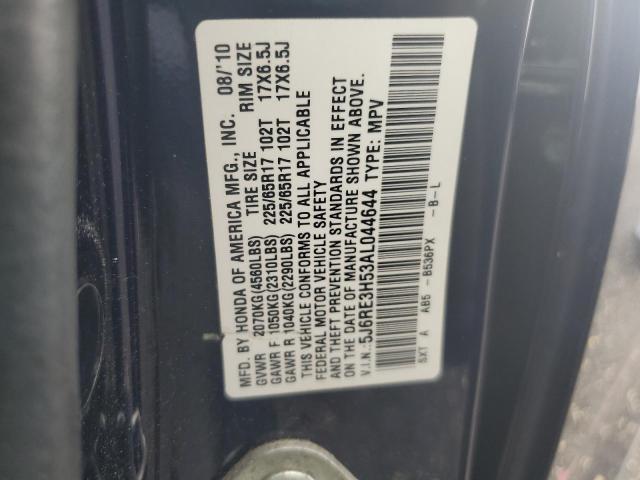 MFD. BY HONDA OF AMERICA MFG., INC. 08/'10
GVWR 2070KG(4560LBS) TIRE SIZE RIM SIZE
GAWR F 1050KG(2310LBS) 225/65R17 102T 17X6.5J
GAWR R 1040KG(2290LBS) 225/65R17 102T 17X6.5J
THIS VEHICLE CONFORMS TO ALL APPLICABLE
FEDERAL MOTOR VEHICLE SAFETY
AND THEFT PREVENTION STANDARDS IN EFFECT
ON THE DATE OF MANUFACTURE SHOWN ABOVE.
V.I.N.: 5J6RE3H53AL044644 TYPE: MPV
SXT A AB5 - B536PX - B-L